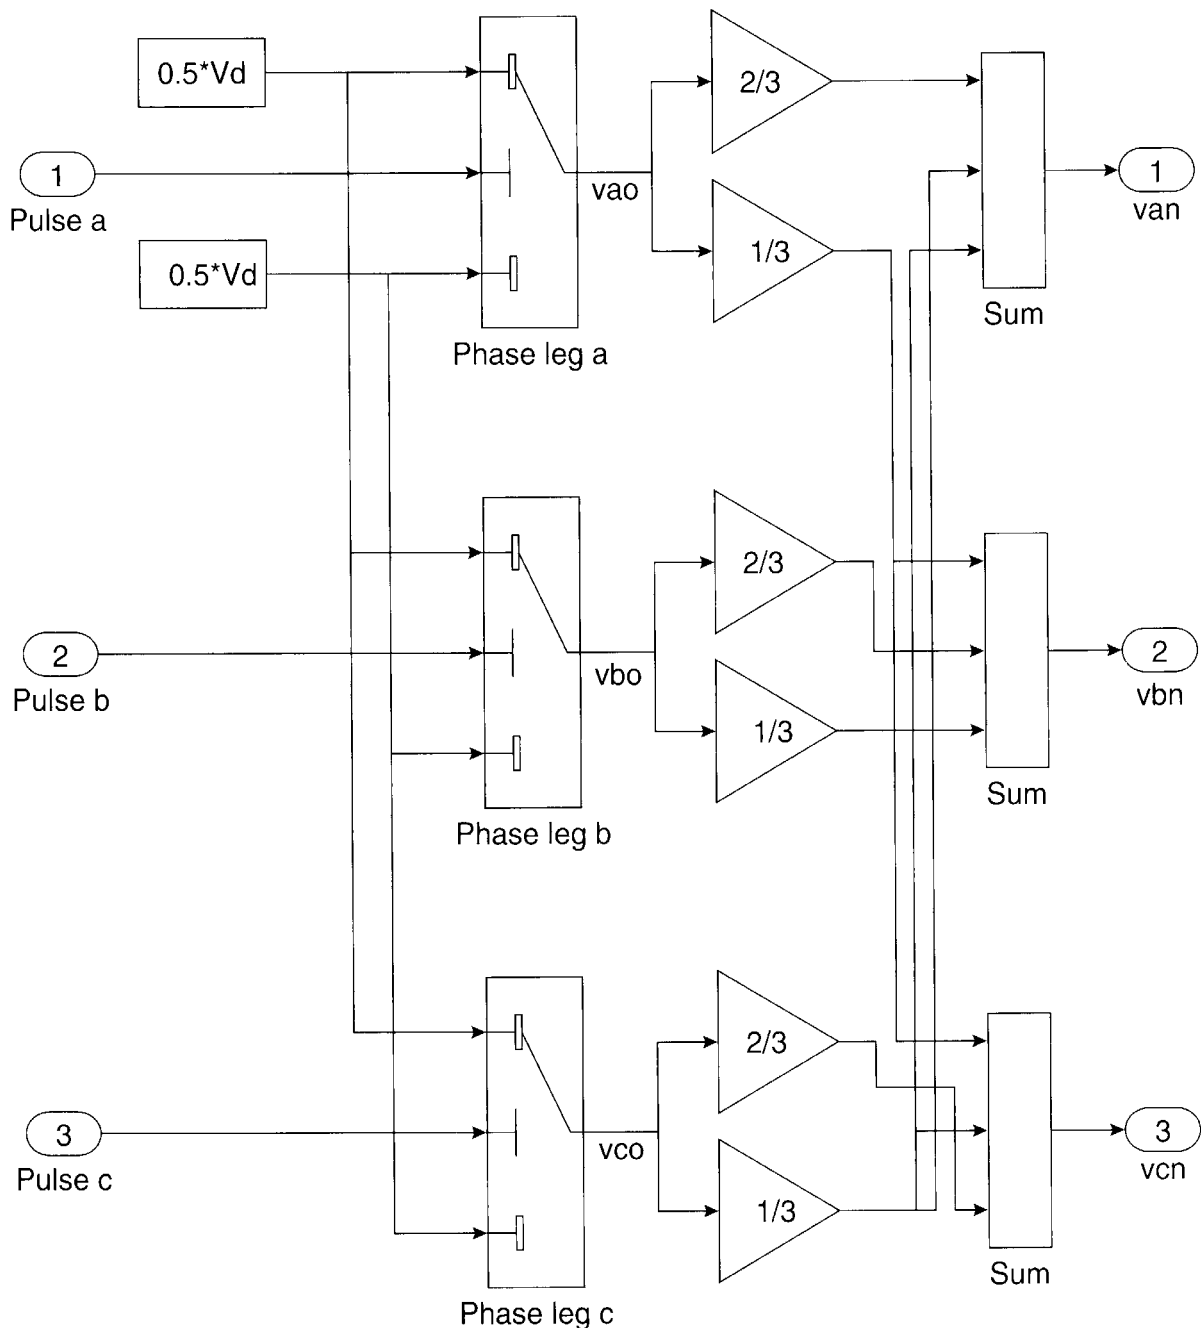 0.5*Vd
2/3
1
Pulse a
vao
1
van
0.5*Vd
1/3
Sum
Phase leg a
2/3
2
Pulse b
vbo
2
vbn
1/3
Sum
Phase leg b
2/3
3
Pulse c
vco
3
vcn
1/3
Sum
Phase leg c